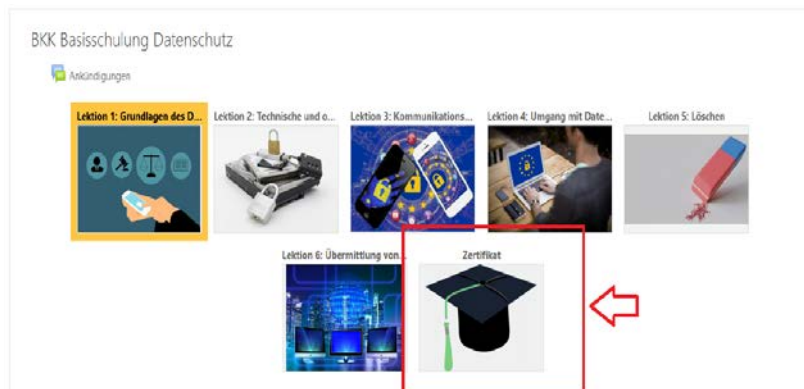 BKK Basisschulung Datenschutz
Ankündigungen
Lektion 1: Grundlagen des D...
Lektion 2: Technische und o...
Lektion 3: Kommunikations...
Lektion 4: Umgang mit Date...
Lektion 5: Löschen
Lektion 6: Übermittlung von...
Zertifikat